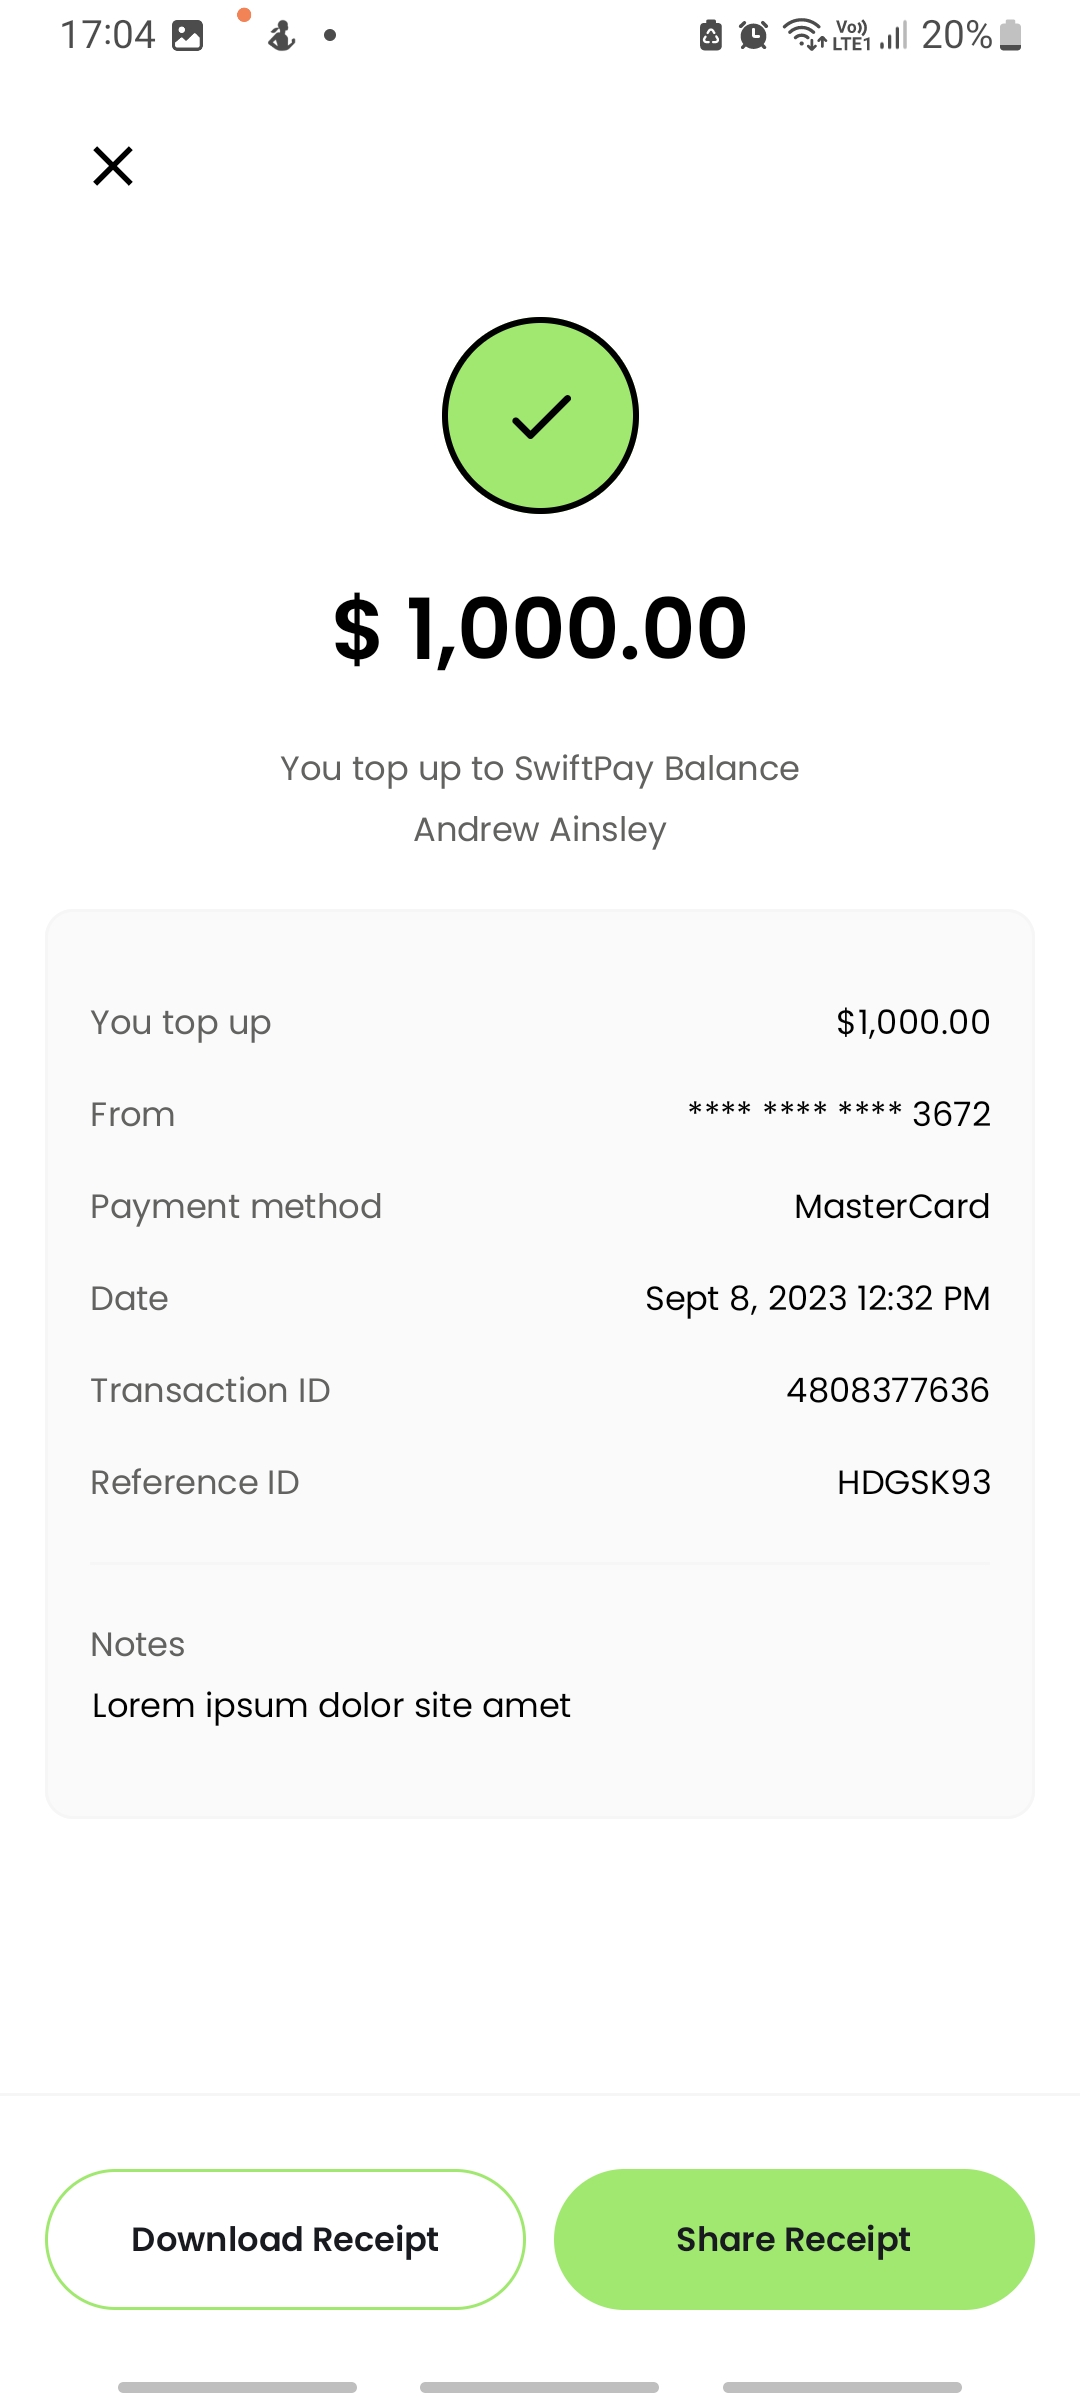 17:04 Vo)) LTE1 20%
$ 1,000.00
You top up to SwiftPay Balance
Andrew Ainsley
You top up $1,000.00
From **** **** **** 3672
Payment method MasterCard
Date Sept 8, 2023 12:32 PM
Transaction ID 4808377636
Reference ID HDGSK93
Notes
Lorem ipsum dolor site amet
Download Receipt Share Receipt